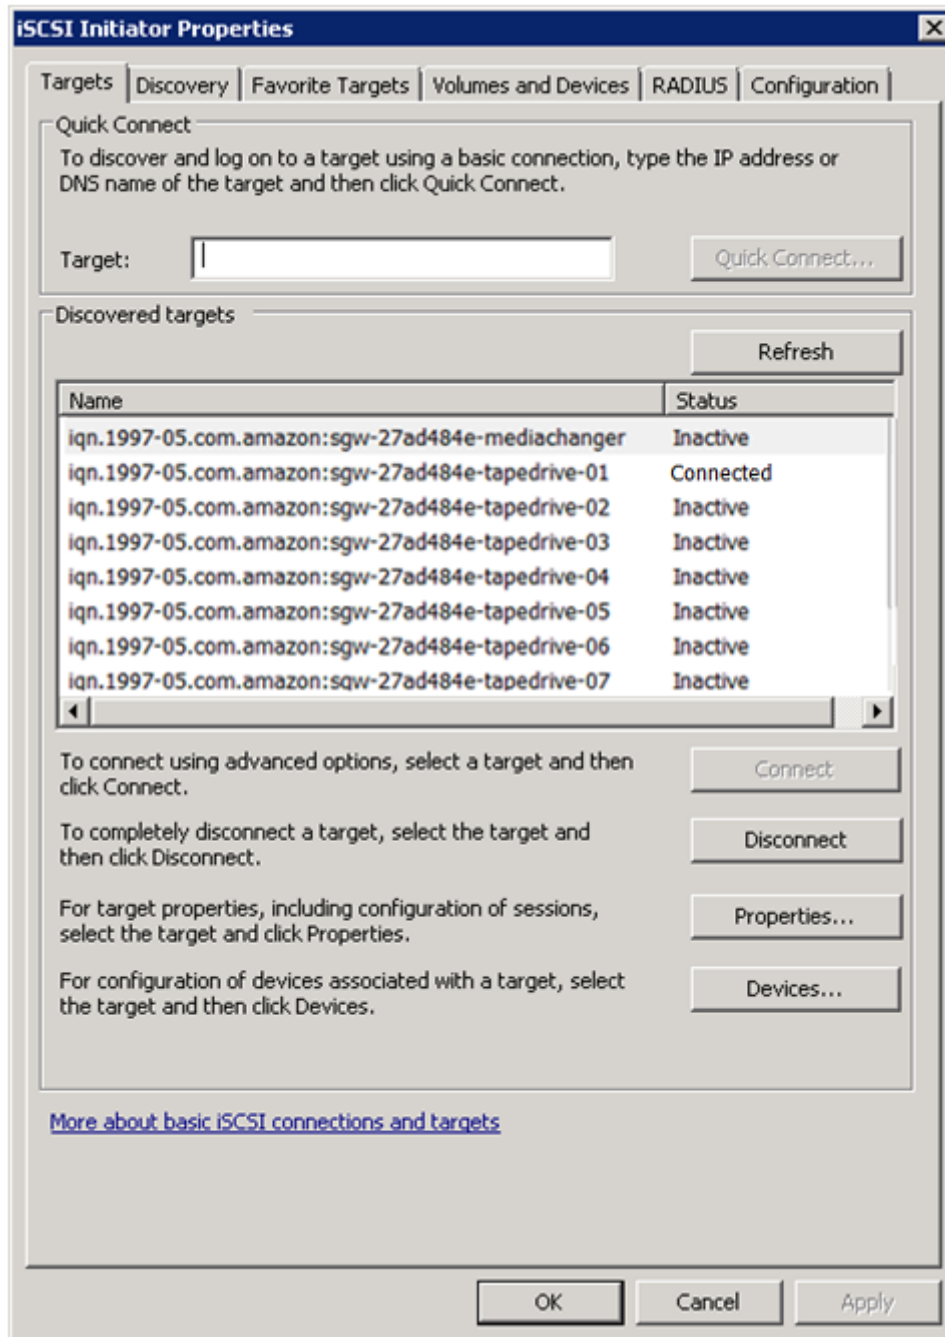 iSCSI Initiator Properties
Targets Discovery Favorite Targets Volumes and Devices RADIUS Configuration
Quick Connect
To discover and log on to a target using a basic connection, type the IP address or
DNS name of the target and then click Quick Connect.
Target: Quick Connect...
Discovered targets
Refresh
Name Status
iqn.1997-05.com.amazon:sgw-27ad484e-mediachanger Inactive
iqn.1997-05.com.amazon:sgw-27ad484e-tapedrive-01 Connected
iqn.1997-05.com.amazon:sgw-27ad484e-tapedrive-02 Inactive
iqn.1997-05.com.amazon:sgw-27ad484e-tapedrive-03 Inactive
iqn.1997-05.com.amazon:sgw-27ad484e-tapedrive-04 Inactive
iqn.1997-05.com.amazon:sgw-27ad484e-tapedrive-05 Inactive
iqn.1997-05.com.amazon:sgw-27ad484e-tapedrive-06 Inactive
iqn.1997-05.com.amazon:sgw-27ad484e-tapedrive-07 Inactive
To connect using advanced options, select a target and then
click Connect.
Connect
To completely disconnect a target, select the target and
then click Disconnect.
Disconnect
For target properties, including configuration of sessions,
select the target and click Properties.
Properties...
For configuration of devices associated with a target, select
the target and then click Devices.
Devices...
More about basic iSCSI connections and targets
OK Cancel Apply